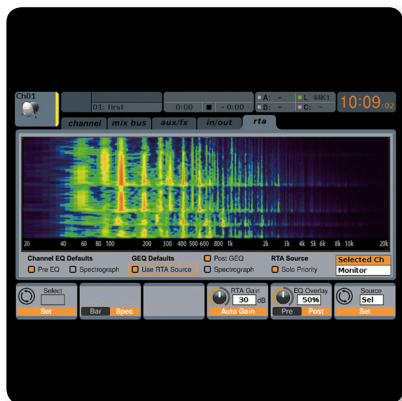 Ch01
01: first
0:00 - 0:00
A: - L 44K1
B: - C: -
10:09:02
channel mix bus aux/fx in/out rta
20 40 60 80 100 200 300 400 500 600 800 1k 2k 3k 4k 5k 6k 8k 10k 20k
Channel EQ Defaults GEQ Defaults Post GEQ RTA Source Selected Ch
Pre EQ Spectrograph Use RTA Source Spectrograph Solo Priority Monitor
Select RTA Gain EQ Overlay Source
30 dB 50% Sel
Set Bar Spec Auto Gain Pre Post Set